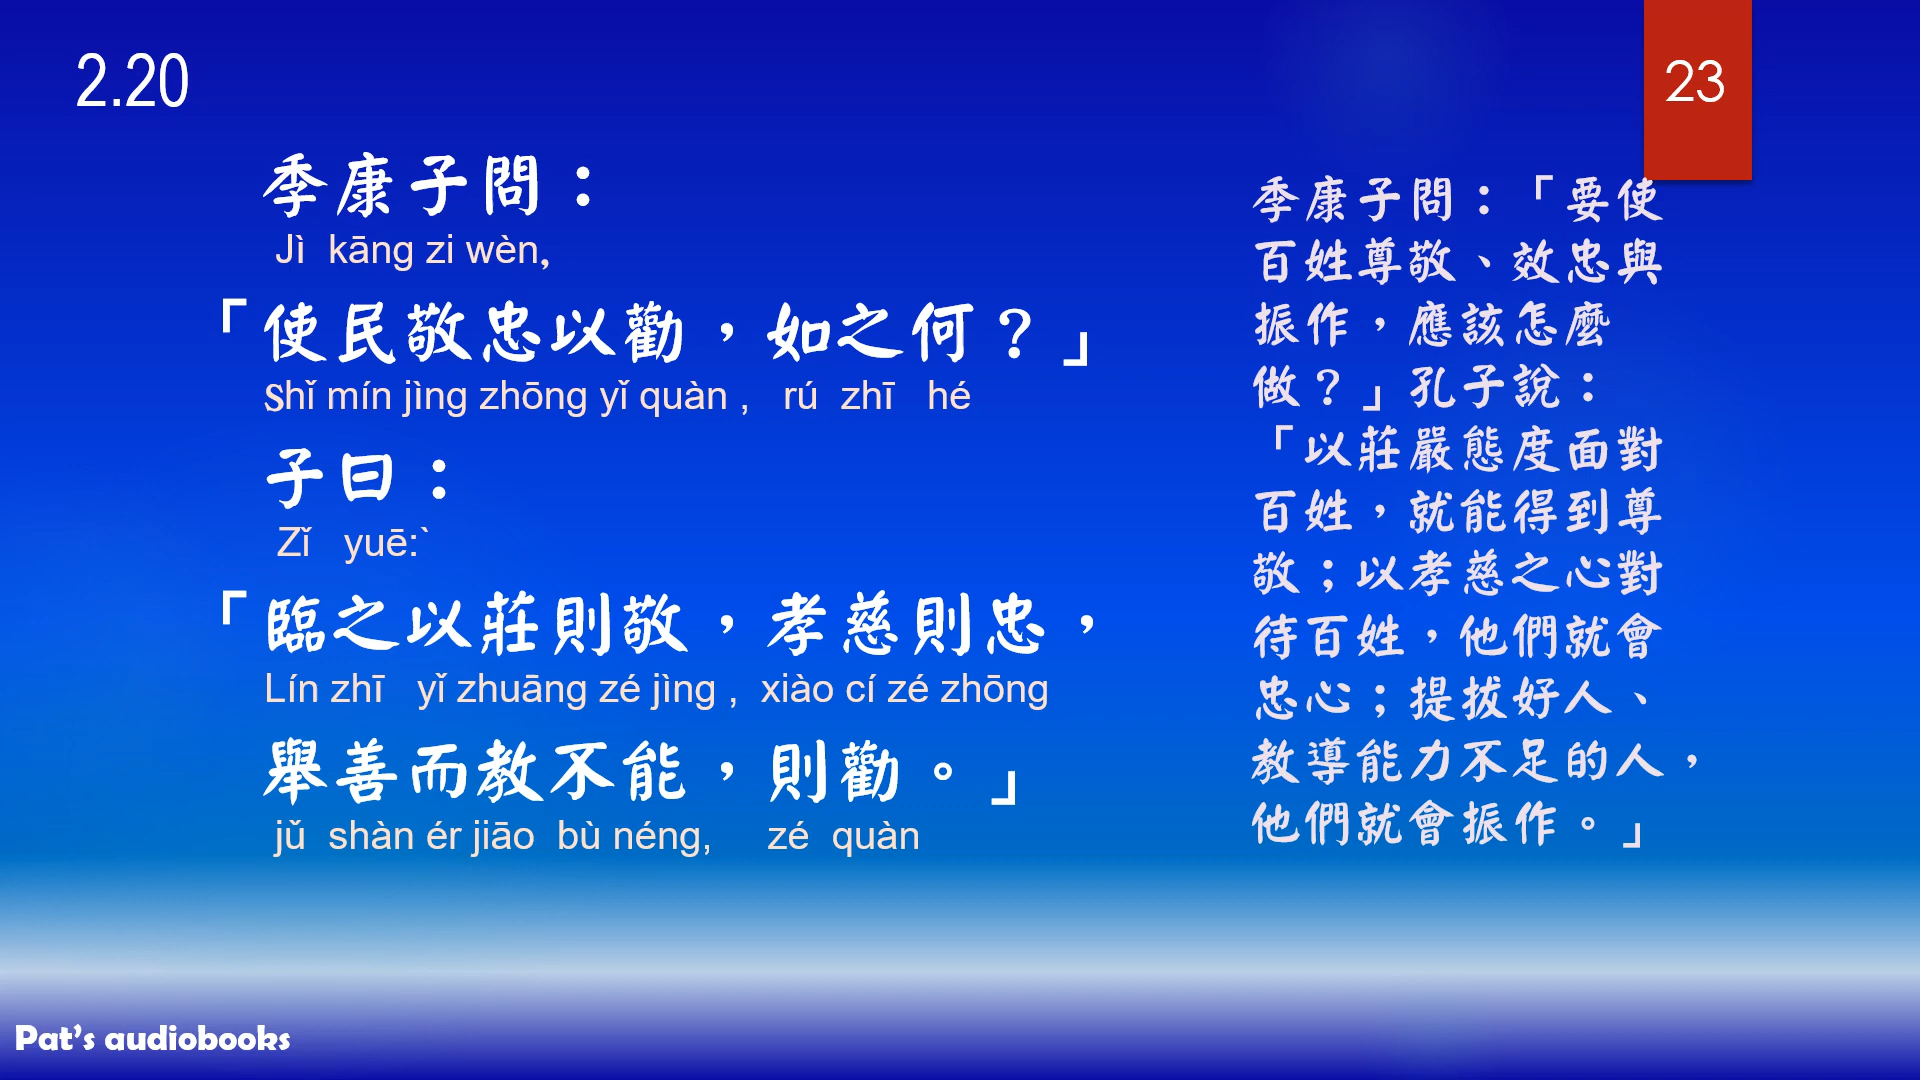 2.20
23
季康子問：
Jì kāng zi wèn,
「使民敬忠以勸，如之何？」
Shǐ mín jìng zhōng yǐ quàn , rú zhī hé
子曰：
Zǐ yuē:`
「臨之以莊則敬，孝慈則忠，
Lín zhī yǐ zhuāng zé jìng , xiào cí zé zhōng
舉善而教不能，則勸。」
jǔ shàn ér jiāo bù néng, zé quàn
季康子問：「要使
百姓尊敬、效忠與
振作，應該怎麼
做？」孔子說：
「以莊嚴態度面對
百姓，就能得到尊
敬；以孝慈之心對
待百姓，他們就會
忠心；提拔好人、
教導能力不足的人，
他們就會振作。」
Pat's audiobooks